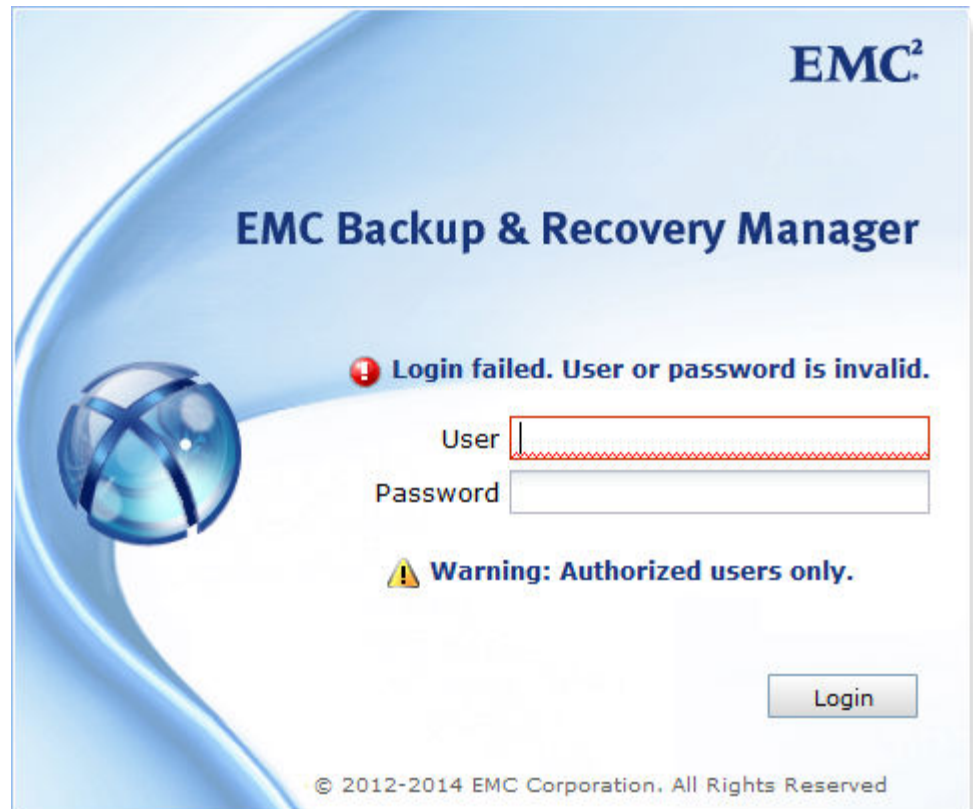 EMC²
EMC Backup & Recovery Manager
Login failed. User or password is invalid.
User
Password
Warning: Authorized users only.
Login
© 2012-2014 EMC Corporation. All Rights Reserved